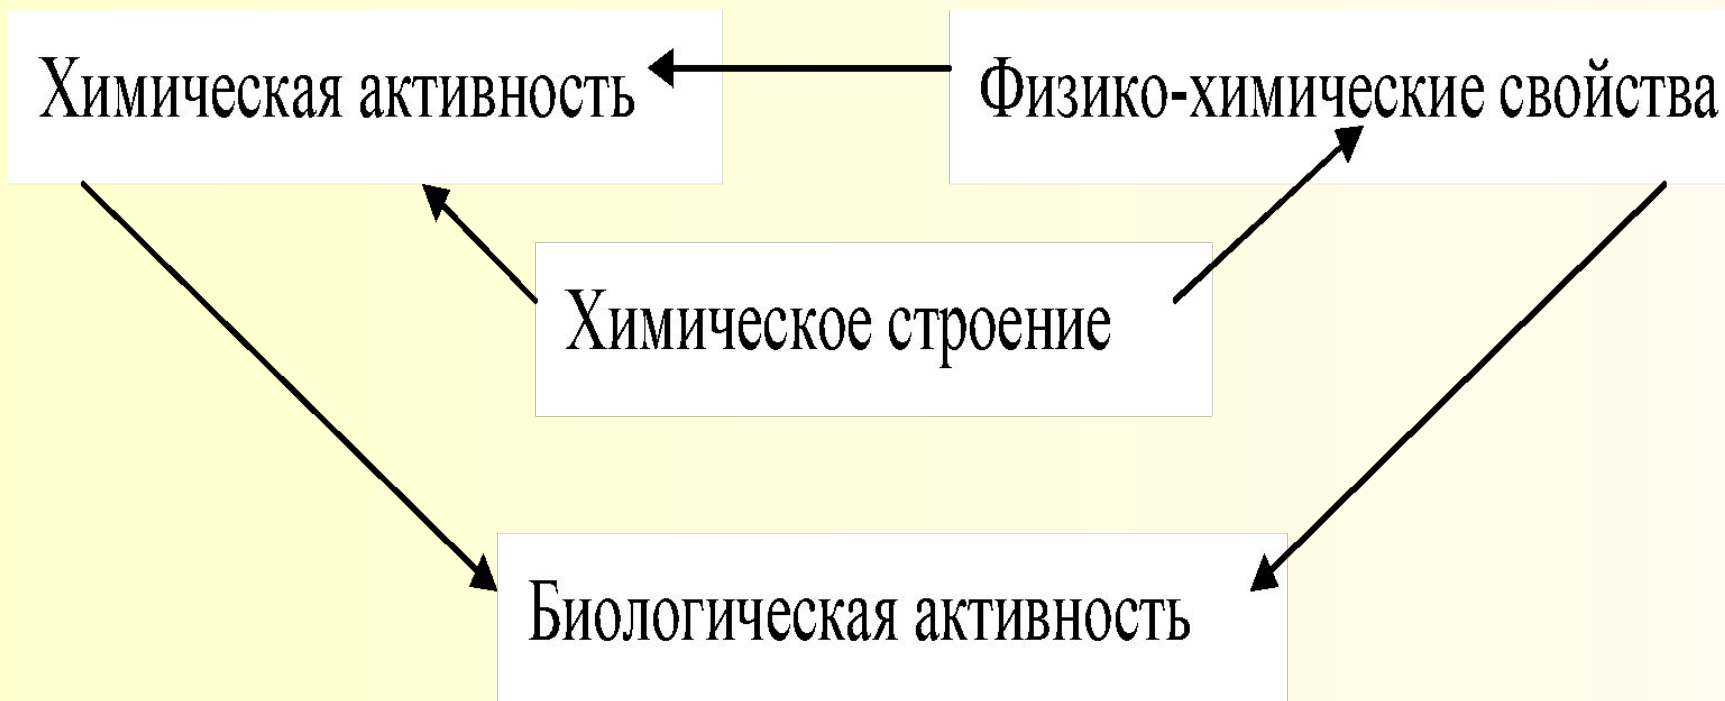 Химическая активность
Физико-химические свойства
Химическое строение
Биологическая активность